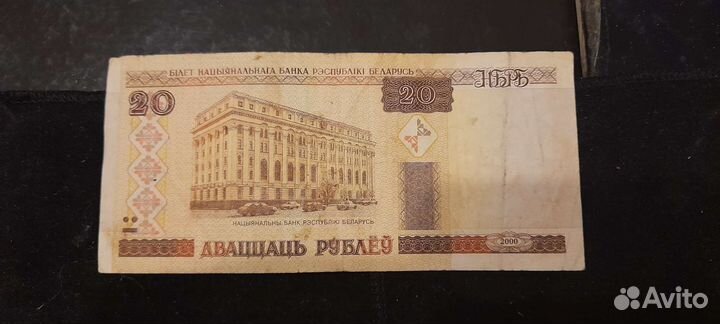 БІЛЕТ НАЦЫЯНАЛЬНАГА БАНКА РЭСПУБЛІКІ БЕЛАРУСЬ
НБРБ
20
20
НАЦЫЯНАЛЬНЫ БАНК РЭСПУБЛІКІ БЕЛАРУСЬ
ДВАЦЦАЦЬ РУБЛЁЎ
2000
Avito